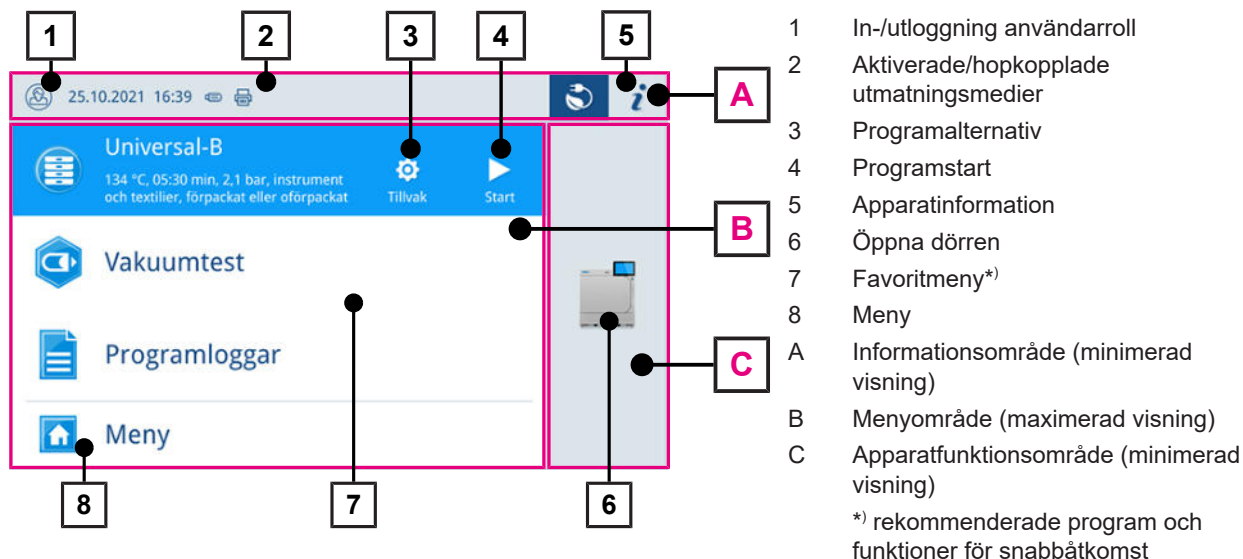 1
2
3
4
5
25.10.2021 16:39
i
A
Universal-B
134 °C, 05:30 min, 2,1 bar, instrument
och textilier, förpackat eller oförpackat
Tillvak
Start
B
Vakuumtest
Programloggar
C
Meny
8
7
6
1 In-/utloggning användarroll
2 Aktiverade/hopkopplade
utmatningsmedier
3 Programalternativ
4 Programstart
5 Apparatinformation
6 Öppna dörren
7 Favoritmeny*)
8 Meny
A Informationsområde (minimerad
visning)
B Menyområde (maximerad visning)
C Apparatfunktionsområde (minimerad
visning)
*) rekommenderade program och
funktioner för snabbåtkomst